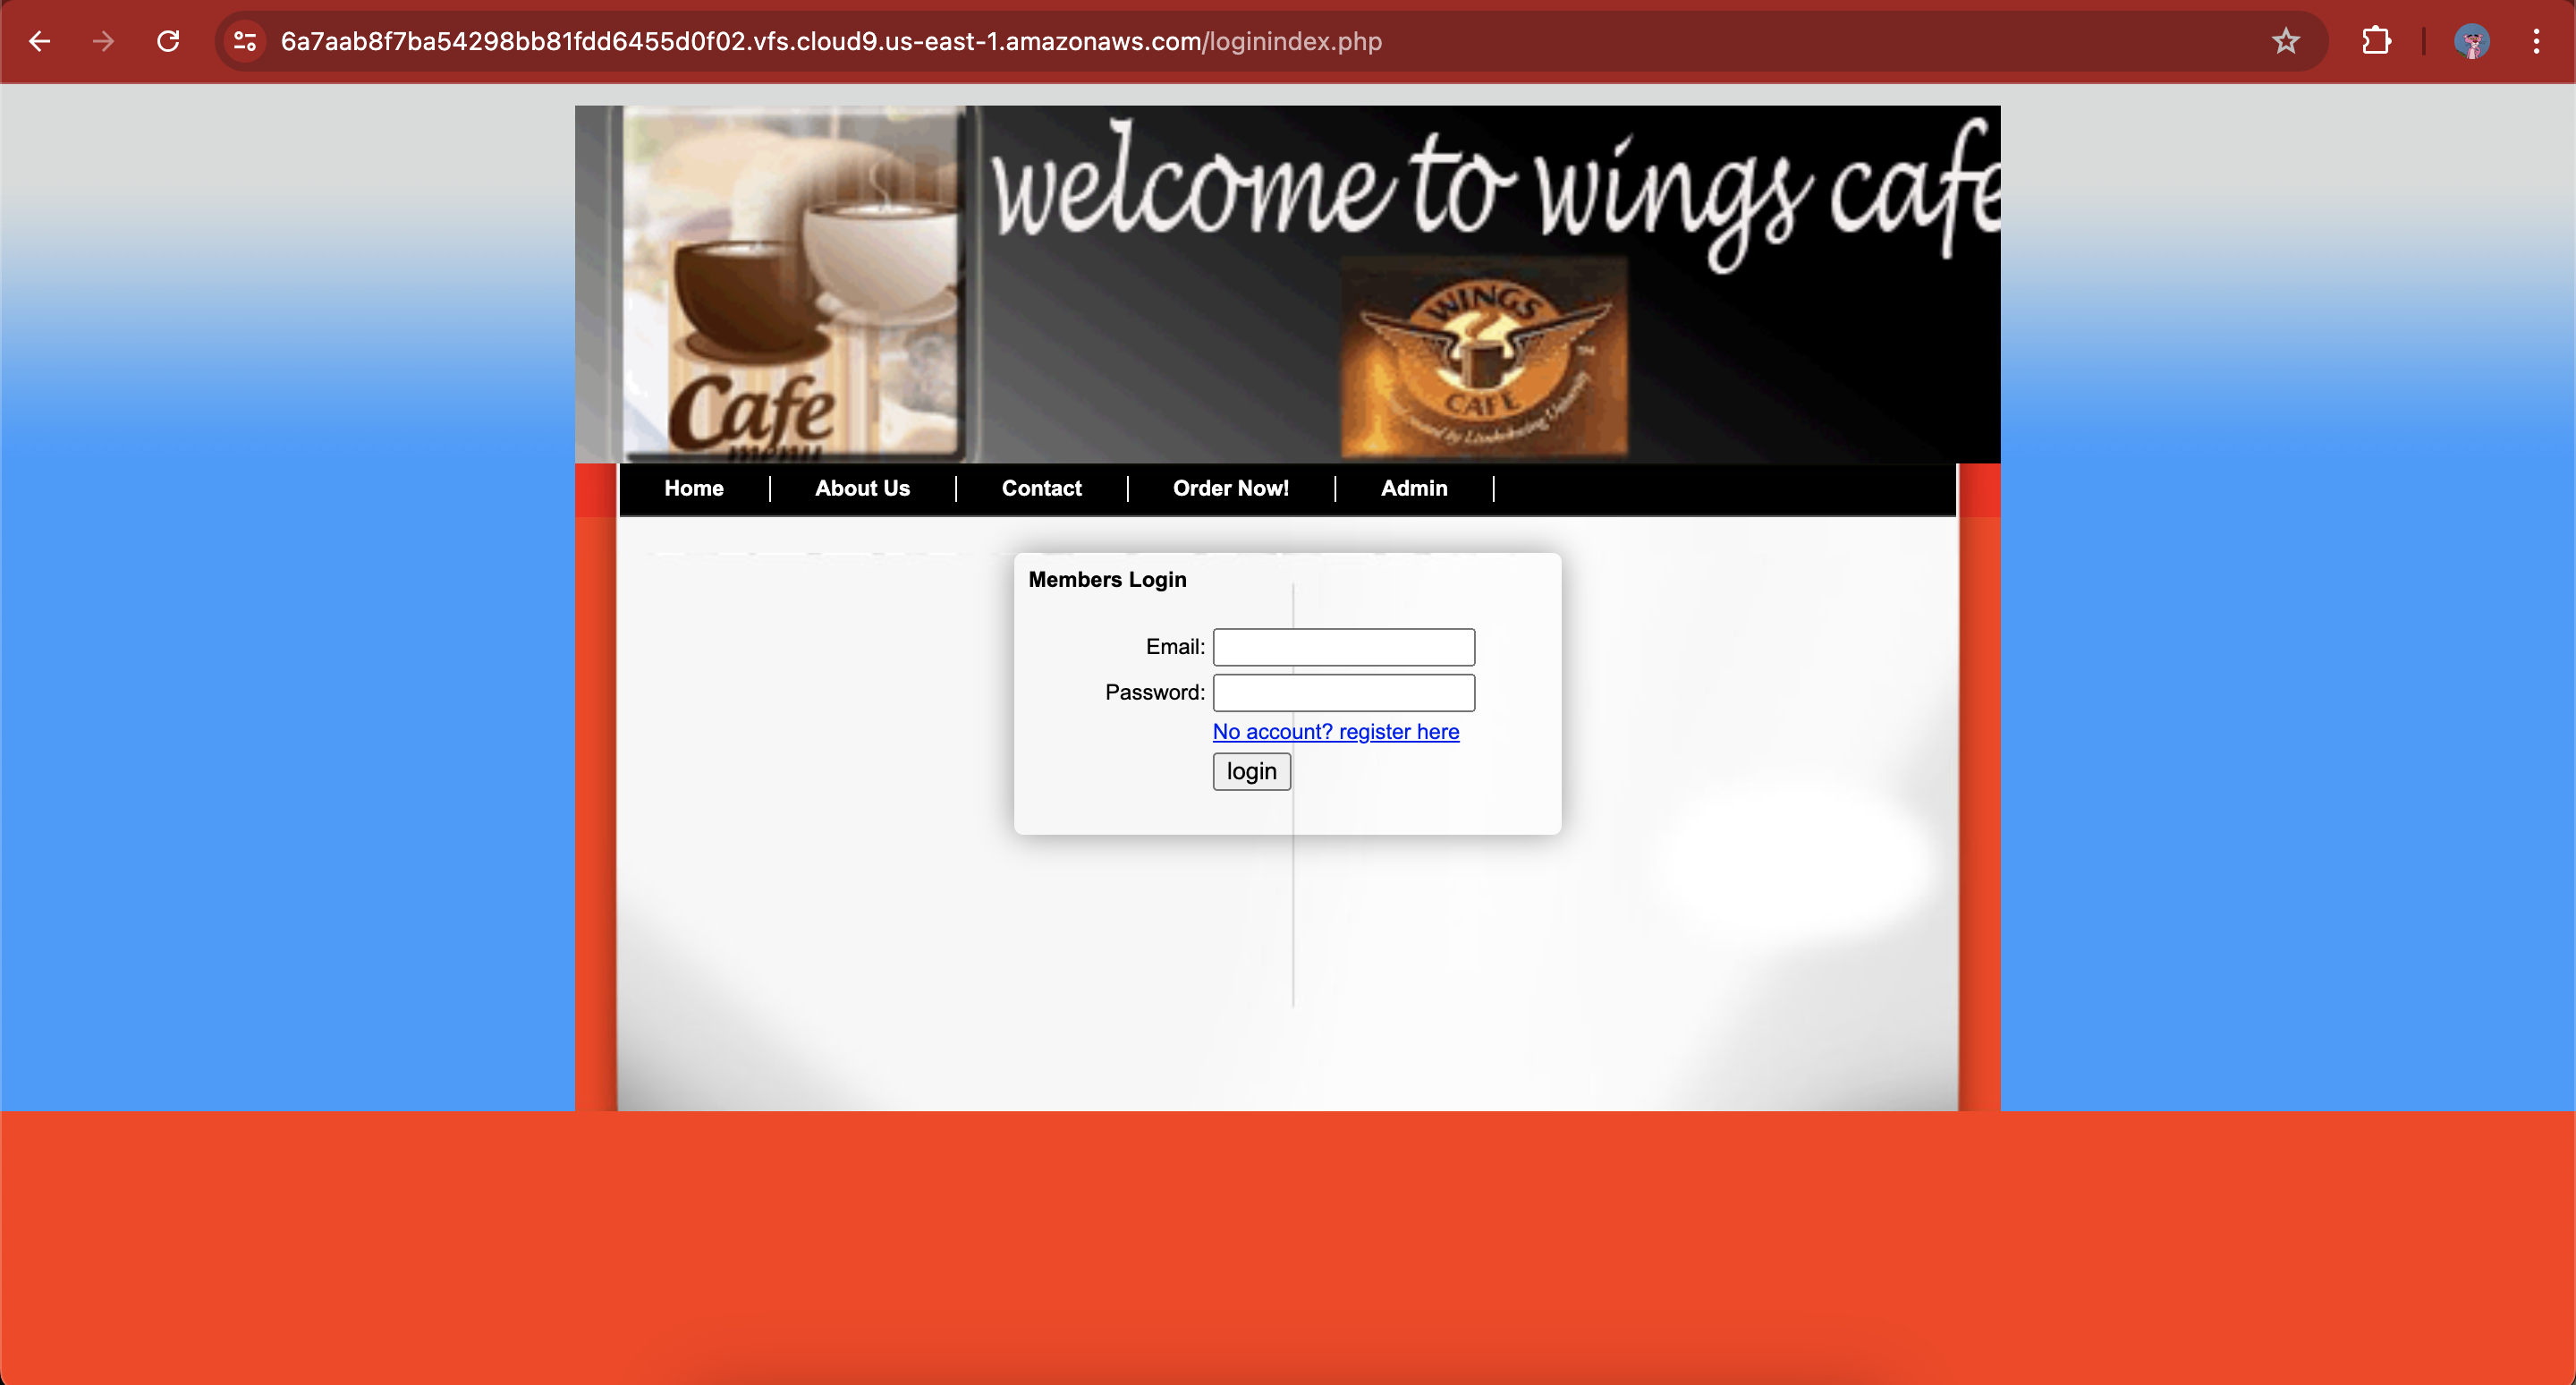 6a7aab8f7ba54298bb81fdd6455d0f02.vfs.cloud9.us-east-1.amazonaws.com/loginindex.php
welcome to wings cafe
Cafe
menu
WINGS
CAFE
TM
Home
About Us
Contact
Order Now!
Admin
Members Login
Email:
Password:
No account? register here
login